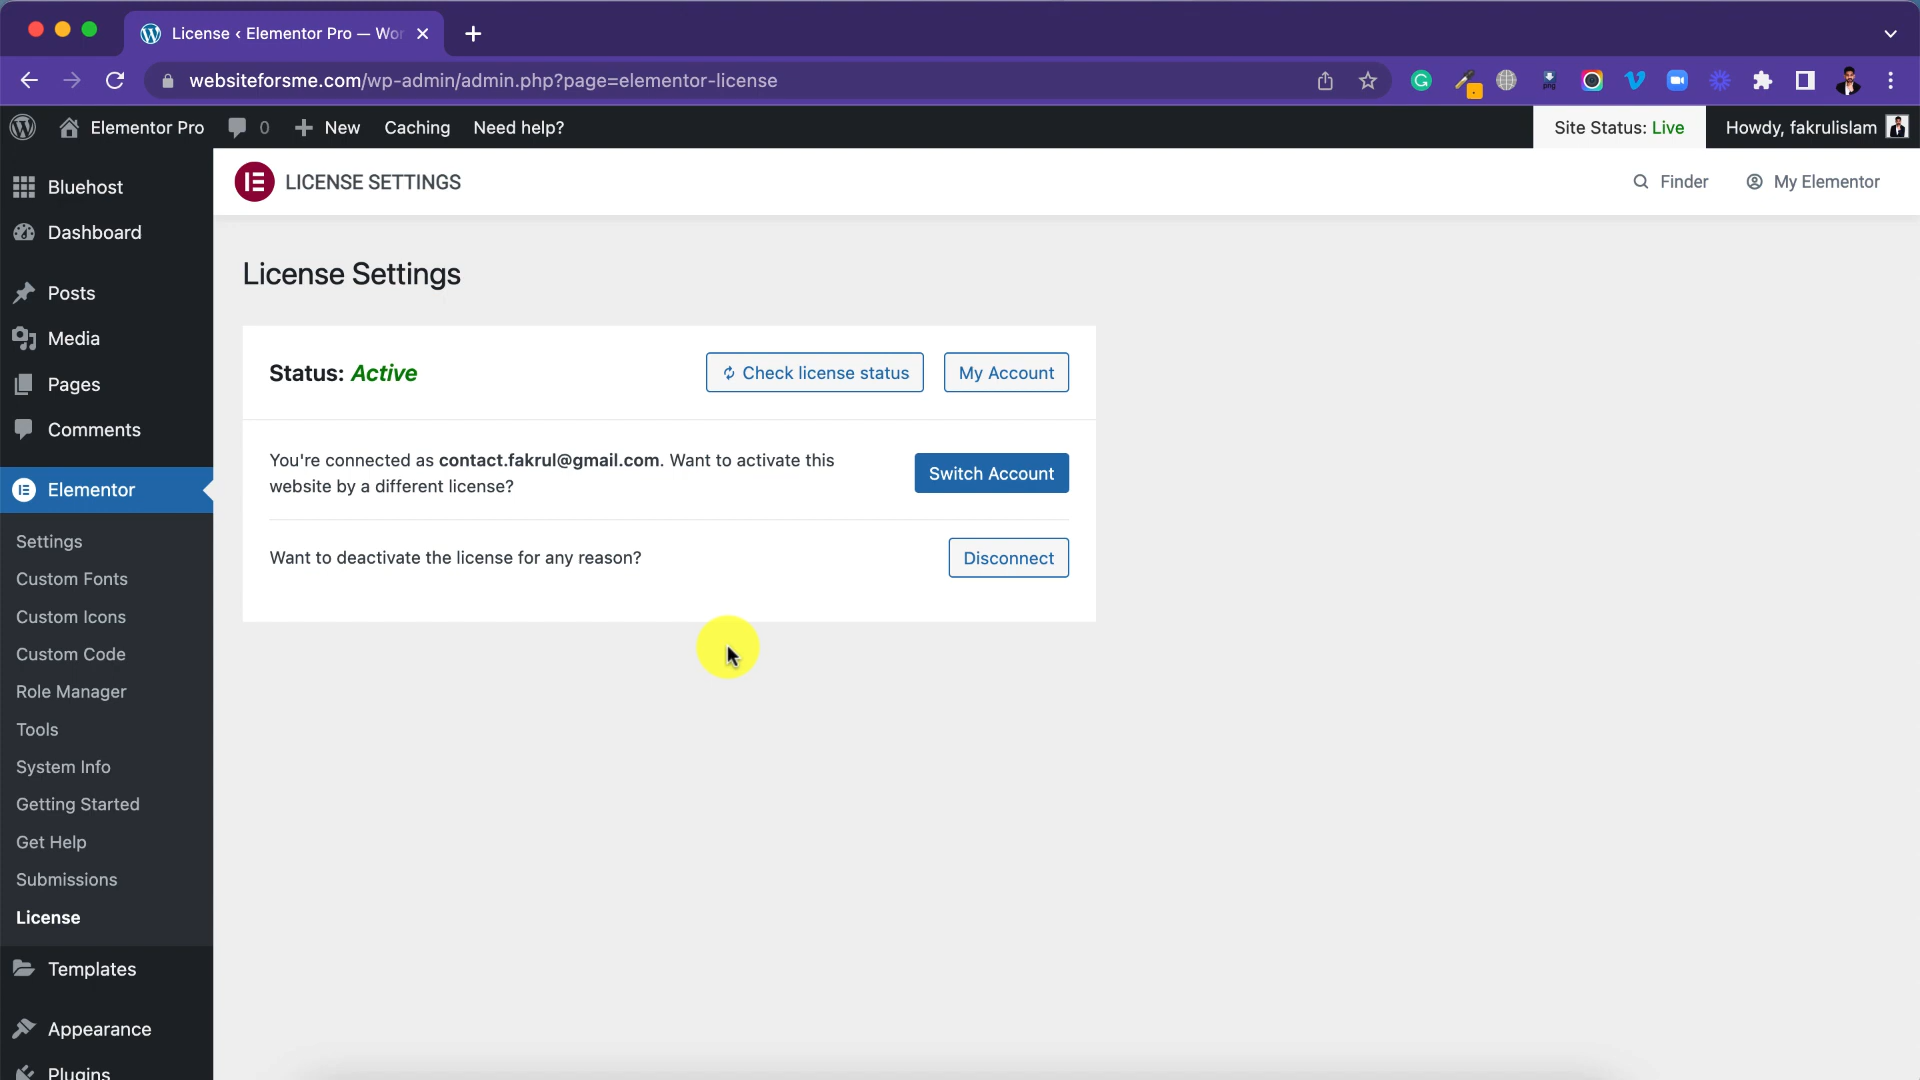 License ‹ Elementor Pro — Wor
websiteforsme.com/wp-admin/admin.php?page=elementor-license
Elementor Pro
0
New
Caching
Need help?
Site Status: Live
Howdy, fakrulislam
Bluehost
Dashboard
Posts
Media
Pages
Comments
Elementor
Settings
Custom Fonts
Custom Icons
Custom Code
Role Manager
Tools
System Info
Getting Started
Get Help
Submissions
License
Templates
Appearance
Plugins
LICENSE SETTINGS
Finder
My Elementor
License Settings
Status: Active
Check license status
My Account
You're connected as contact.fakrul@gmail.com. Want to activate this
website by a different license?
Switch Account
Want to deactivate the license for any reason?
Disconnect